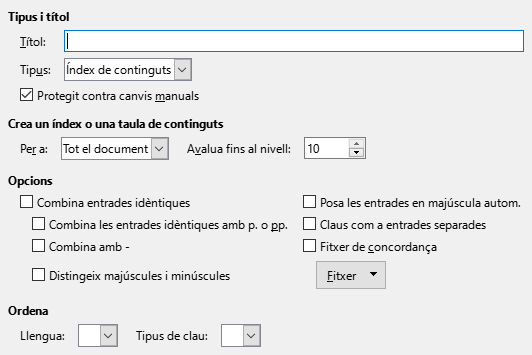 Tipus i títol
Títol:
Tipus: Índex de continguts
Protegit contra canvis manuals
Crea un índex o una taula de continguts
Per a: Tot el document Avalua fins al nivell: 10
Opcions
Combina entrades idèntiques Posa les entrades en majúscula autom.
Combina les entrades idèntiques amb p. o pp. Claus com a entrades separades
Combina amb - Fitxer de concordança
Distingeix majúscules i minúscules Fitxer
Ordena
Llengua: Tipus de clau: